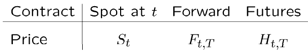 Contract Spot at t Forward Futures
Price S_t F_{t,T} H_{t,T}